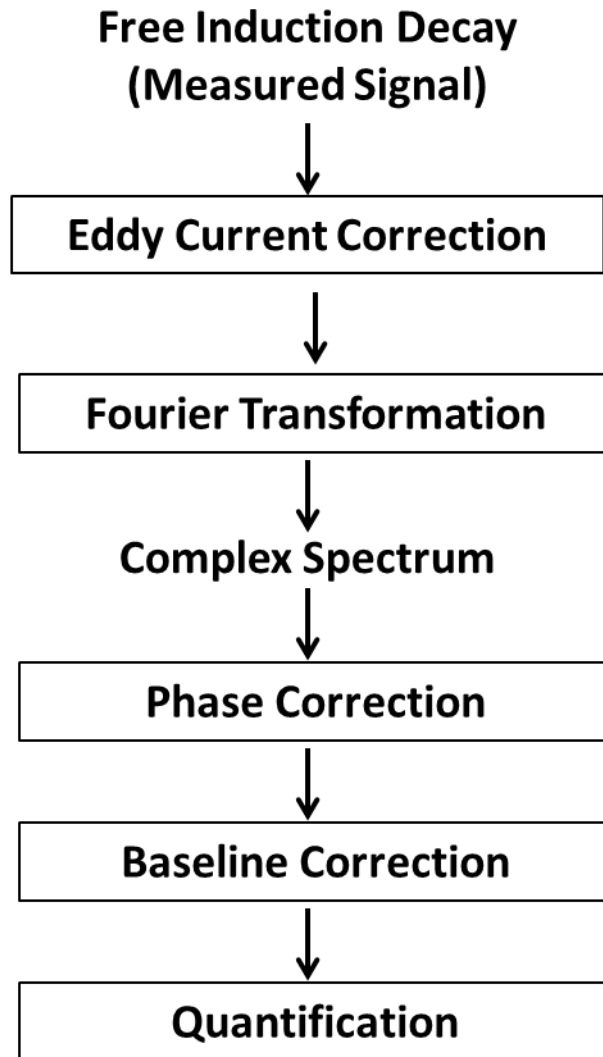 Free Induction Decay
(Measured Signal)
Eddy Current Correction
Fourier Transformation
Complex Spectrum
Phase Correction
Baseline Correction
Quantification